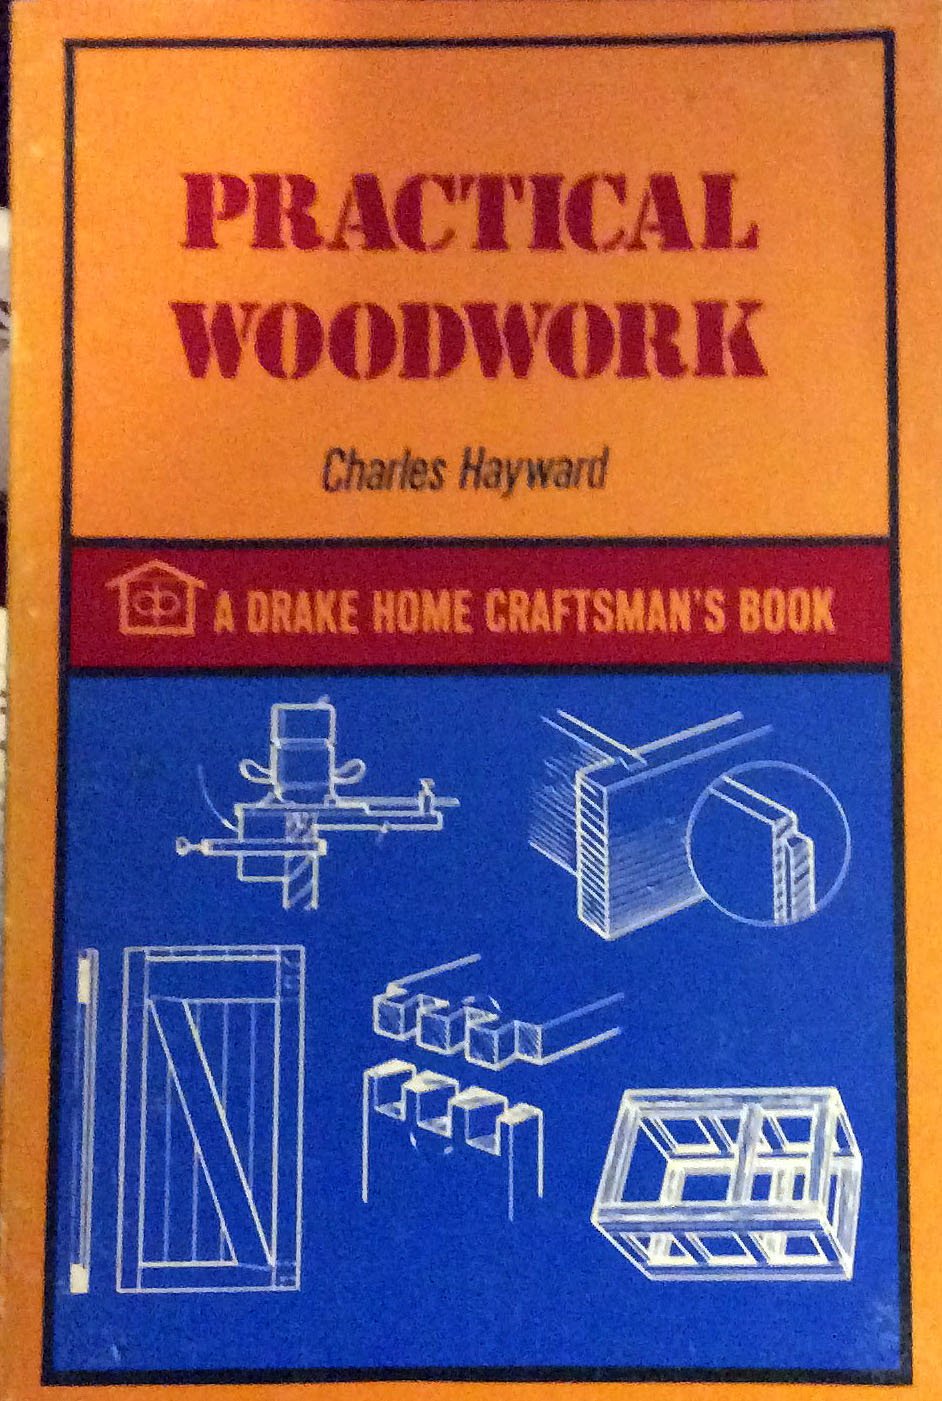 PRACTICAL
WOODWORK
Charles Hayward
A DRAKE HOME CRAFTSMAN'S BOOK